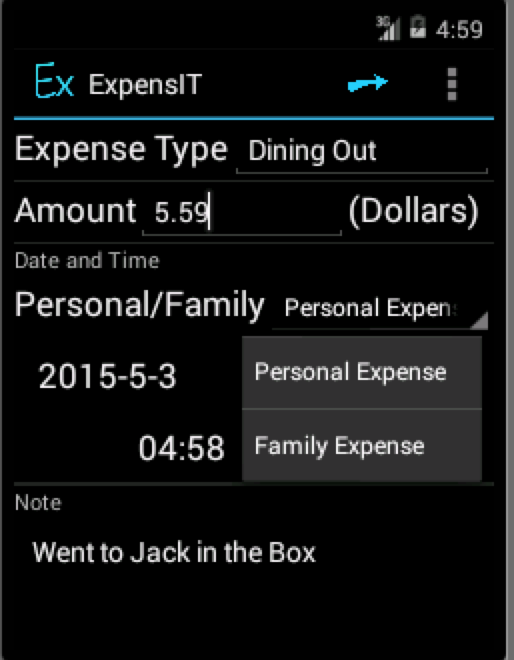 3G 4:59
Ex ExpensIT
Expense Type Dining Out
Amount 5.59 (Dollars)
Date and Time
Personal/Family Personal Expen
2015-5-3 Personal Expense
04:58 Family Expense
Note
Went to Jack in the Box